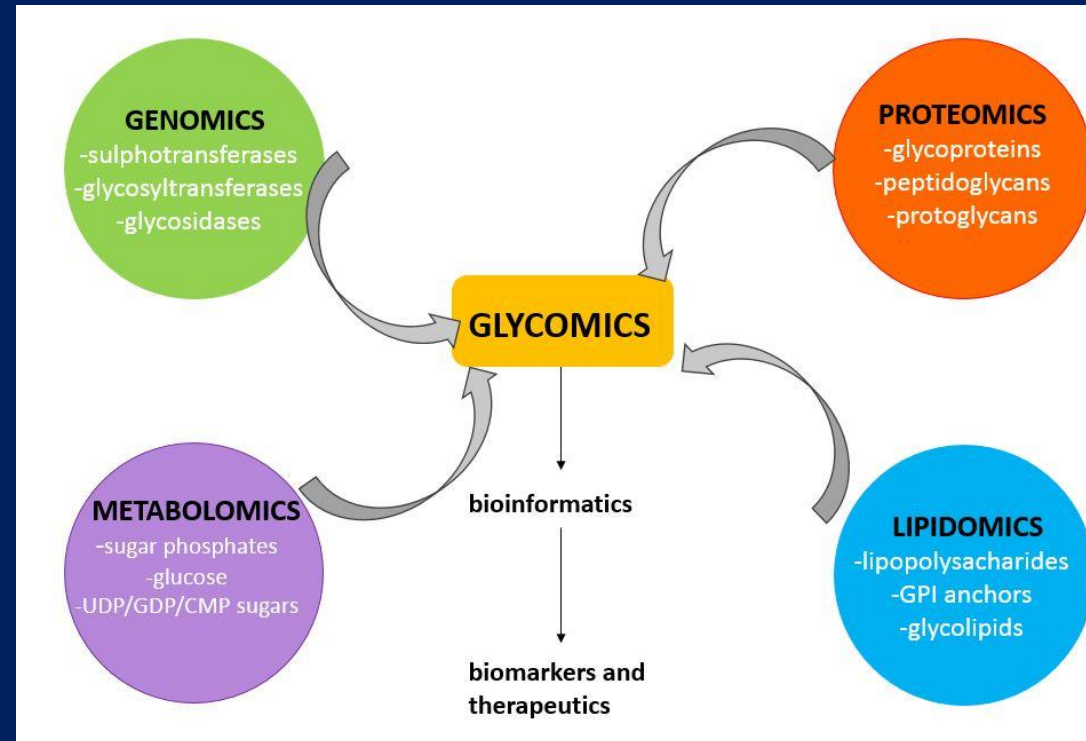 GENOMICS
-sulphotransferases
-glycosyltransferases
-glycosidases
PROTEOMICS
-glycoproteins
-peptidoglycans
-protoglycans
GLYCOMICS
METABOLOMICS
-sugar phosphates
-glucose
-UDP/GDP/CMP sugars
bioinformatics
LIPIDOMICS
-lipopolysacharides
-GPI anchors
-glycolipids
biomarkers and
therapeutics